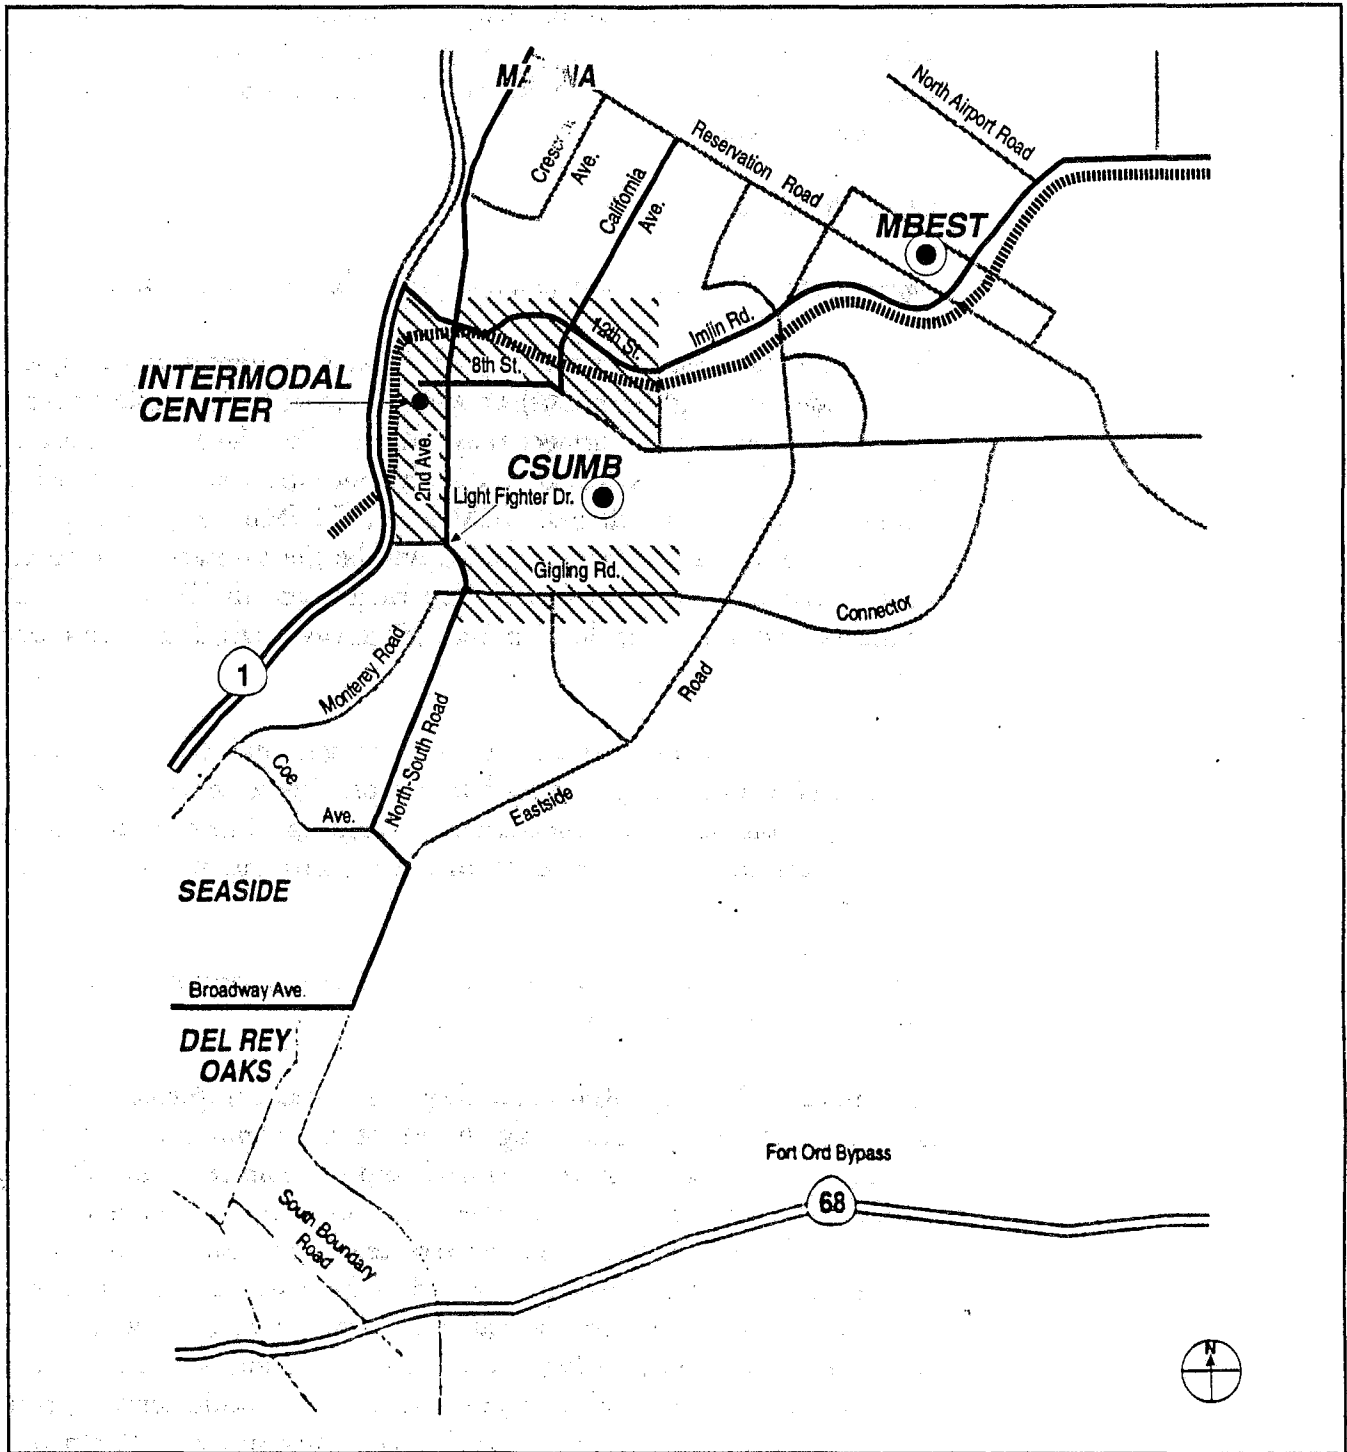 North Airport Road
Reservation Road
Ave.
California
Ave.
MBEST
12th St.
Imjin Rd.
8th St.
INTERMODAL
CENTER
2nd Ave.
CSUMB
Light Fighter Dr.
Gigling Rd.
Connector
1
Monterey Road
North-South Road
Road
Coe
Ave.
Eastside
SEASIDE
Broadway Ave.
DEL REY
OAKS
Fort Ord Bypass
68
South Boundary
Road
N